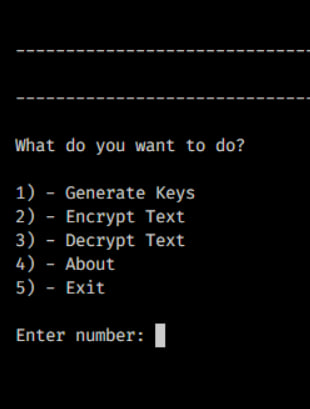 -------------------------------
-------------------------------
What do you want to do?
1) - Generate Keys
2) - Encrypt Text
3) - Decrypt Text
4) - About
5) - Exit
Enter number: